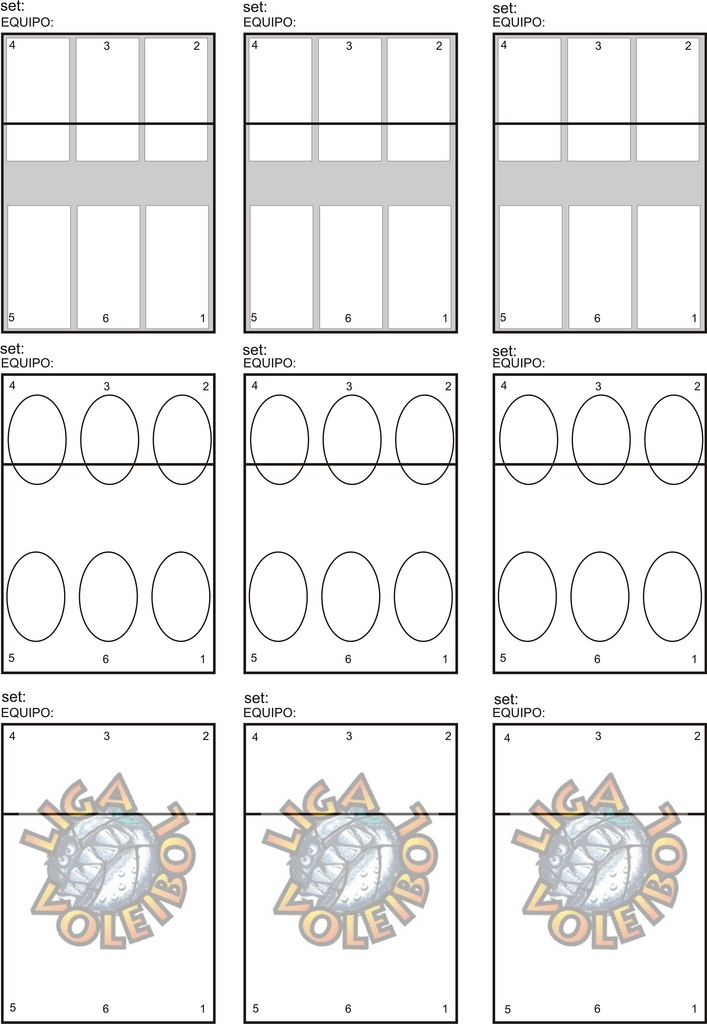 set: set: set:
EQUIPO: EQUIPO: EQUIPO:
4 3 2 4 3 2 4 3 2
5 6 1 5 6 1 5 6 1
set: set: set:
EQUIPO: EQUIPO: EQUIPO:
4 3 2 4 3 2 4 3 2
5 6 1 5 6 1 5 6 1
set: set: set:
EQUIPO: EQUIPO: EQUIPO:
4 3 2 4 3 2 4 3 2
LIGA LIGA LIGA
VOLEIBOL VOLEIBOL VOLEIBOL
5 6 1 5 6 1 5 6 1